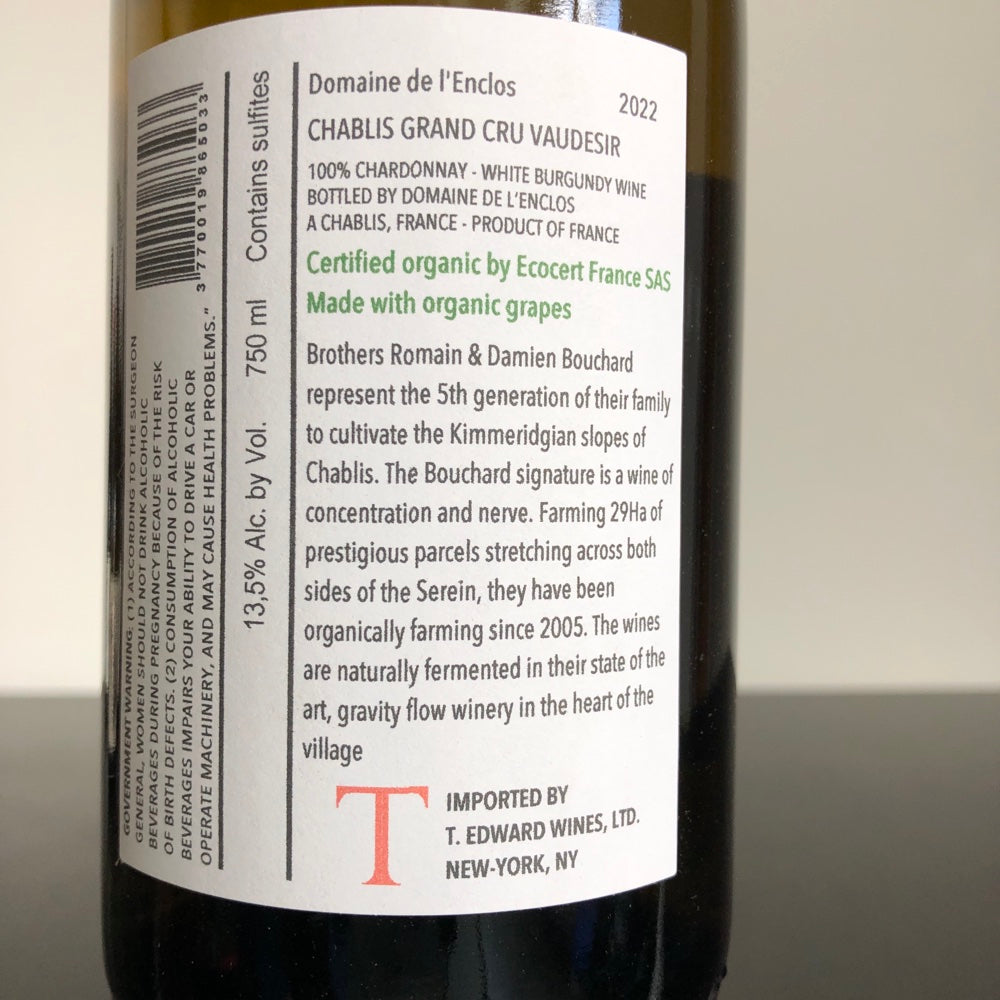 GOVERNMENT WARNING: (1) ACCORDING TO THE SURGEON
GENERAL, WOMEN SHOULD NOT DRINK ALCOHOLIC
BEVERAGES DURING PREGNANCY BECAUSE OF THE RISK
OF BIRTH DEFECTS. (2) CONSUMPTION OF ALCOHOLIC
BEVERAGES IMPAIRS YOUR ABILITY TO DRIVE A CAR OR
OPERATE MACHINERY, AND MAY CAUSE HEALTH PROBLEMS."
3 770019 865033
13,5% Alc. by Vol. 750 ml Contains sulfites
Domaine de l'Enclos
2022
CHABLIS GRAND CRU VAUDESIR
100% CHARDONNAY - WHITE BURGUNDY WINE
BOTTLED BY DOMAINE DE L'ENCLOS
A CHABLIS, FRANCE - PRODUCT OF FRANCE
Certified organic by Ecocert France SAS
Made with organic grapes
Brothers Romain & Damien Bouchard
represent the 5th generation of their family
to cultivate the Kimmeridgian slopes of
Chablis. The Bouchard signature is a wine of
concentration and nerve. Farming 29Ha of
prestigious parcels stretching across both
sides of the Serein, they have been
organically farming since 2005. The wines
are naturally fermented in their state of the
art, gravity flow winery in the heart of the
village
T
IMPORTED BY
T. EDWARD WINES, LTD.
NEW-YORK, NY